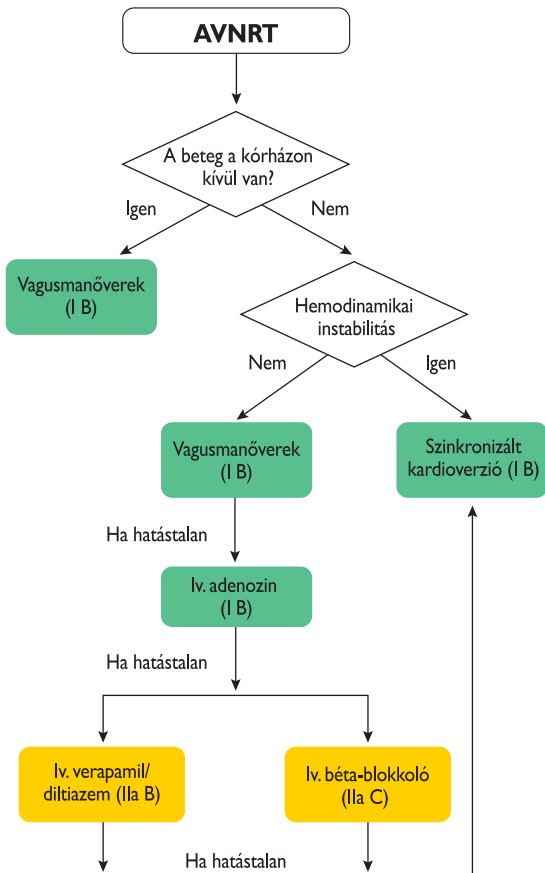 AVNRT
A beteg a kórházon
kívül van?
Igen
Nem
Vagusmanőverek
(I B)
Hemodinamikai
instabilitás
Nem
Igen
Vagusmanőverek
(I B)
Szinkronizált
kardioverzió (I B)
Ha hatástalan
Iv. adenozin
(I B)
Ha hatástalan
Iv. verapamil/
diltiazem (IIa B)
Iv. béta-blokkoló
(IIa C)
Ha hatástalan